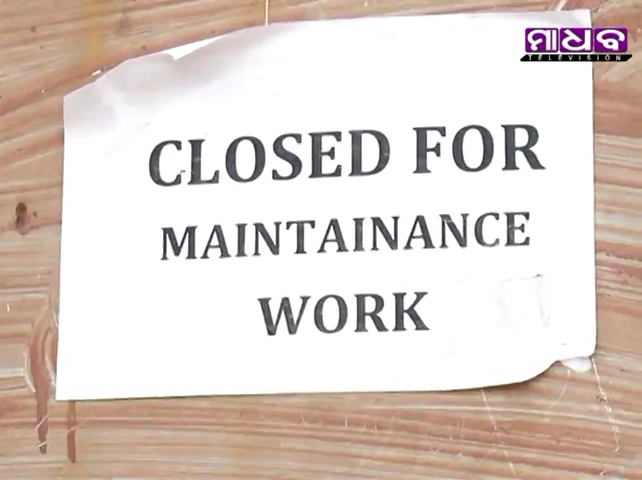 ମାଧବ
TELEVISION
CLOSED FOR
MAINTAINANCE
WORK